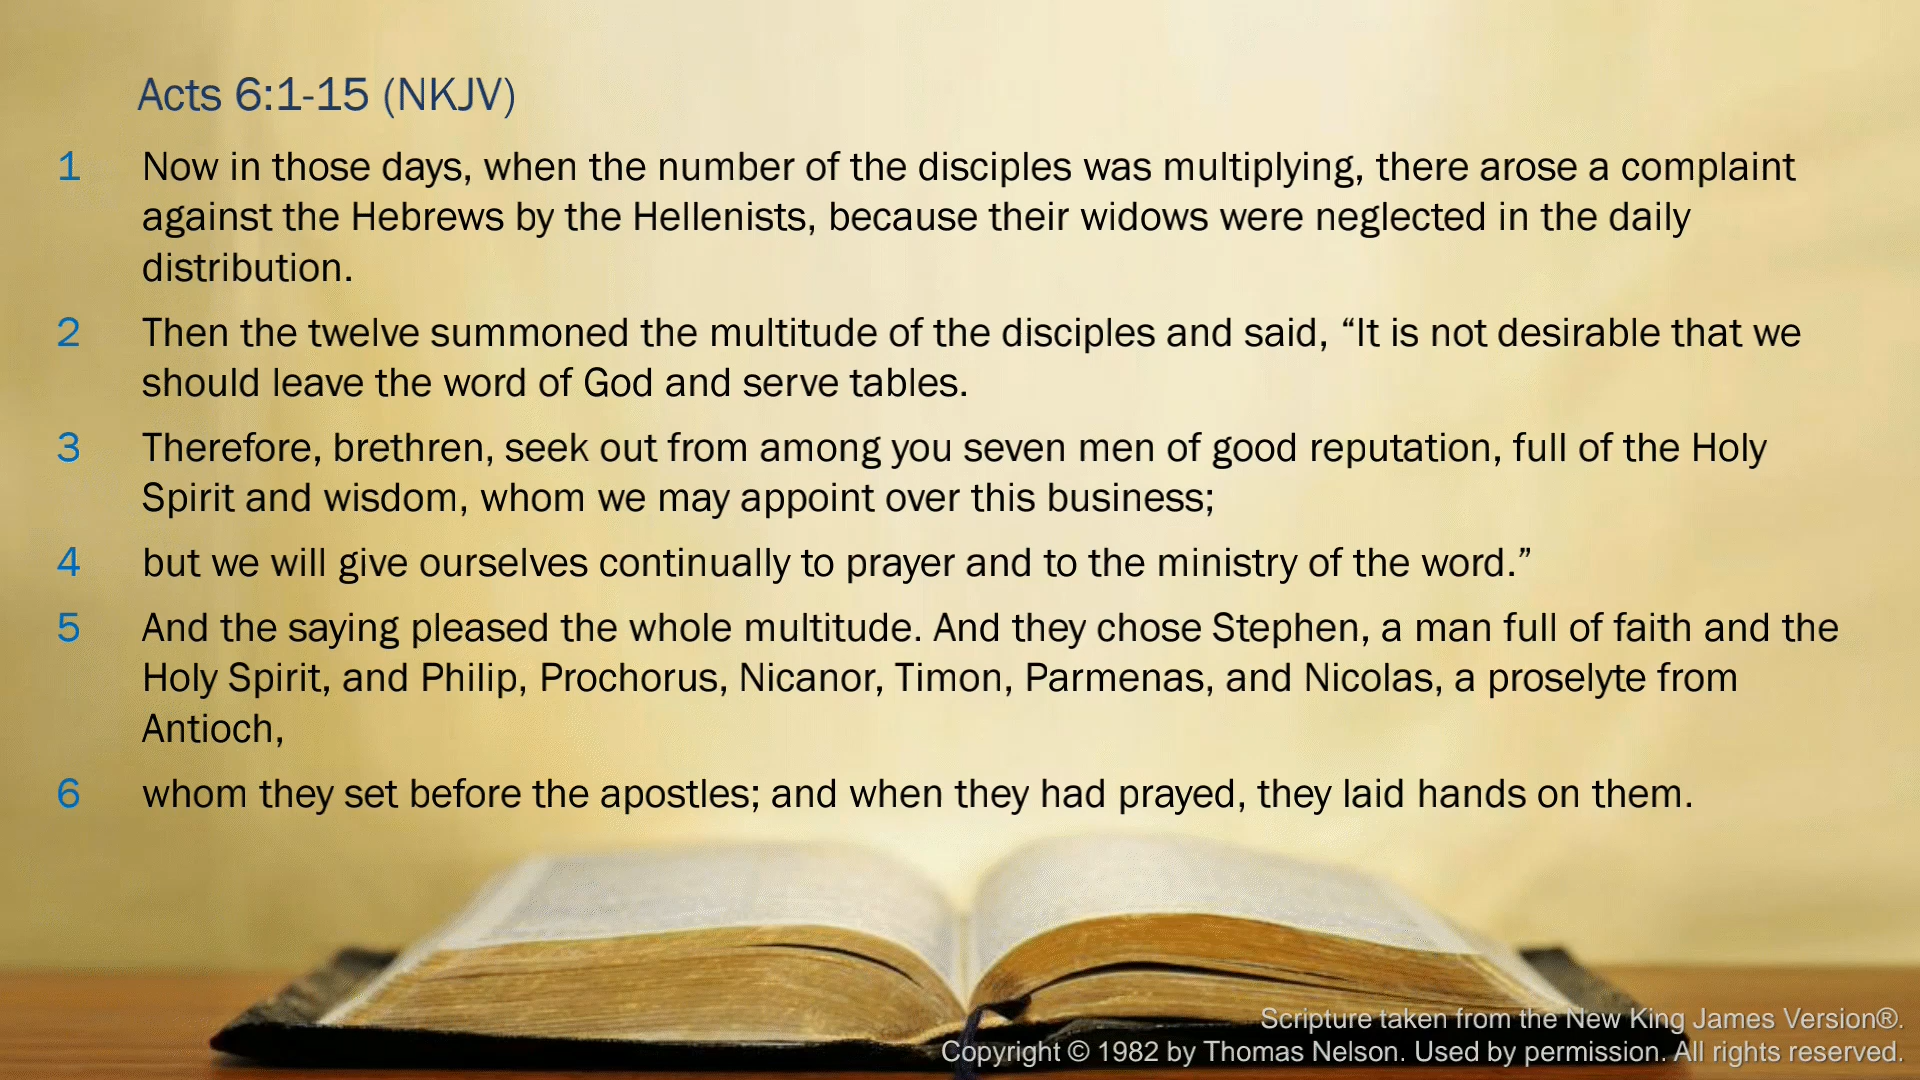 Acts 6:1-15 (NKJV)
1 Now in those days, when the number of the disciples was multiplying, there arose a complaint
against the Hebrews by the Hellenists, because their widows were neglected in the daily
distribution.
2 Then the twelve summoned the multitude of the disciples and said, “It is not desirable that we
should leave the word of God and serve tables.
3 Therefore, brethren, seek out from among you seven men of good reputation, full of the Holy
Spirit and wisdom, whom we may appoint over this business;
4 but we will give ourselves continually to prayer and to the ministry of the word.”
5 And the saying pleased the whole multitude. And they chose Stephen, a man full of faith and the
Holy Spirit, and Philip, Prochorus, Nicanor, Timon, Parmenas, and Nicolas, a proselyte from
Antioch,
6 whom they set before the apostles; and when they had prayed, they laid hands on them.
Scripture taken from the New King James Version®.
Copyright © 1982 by Thomas Nelson. Used by permission. All rights reserved.